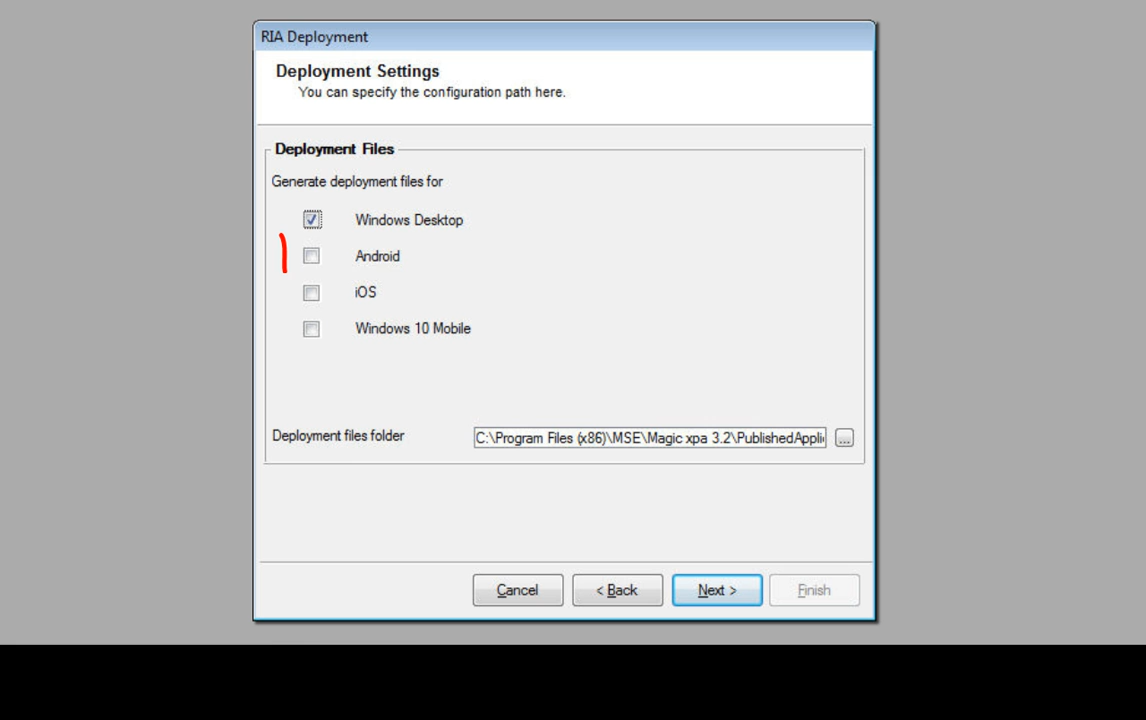 RIA Deployment
Deployment Settings
You can specify the configuration path here.
Deployment Files
Generate deployment files for
Windows Desktop
Android
iOS
Windows 10 Mobile
Deployment files folder C:\Program Files (x86)\MSE\Magic xpa 3.2\PublishedAppli ...
Cancel < Back Next > Finish